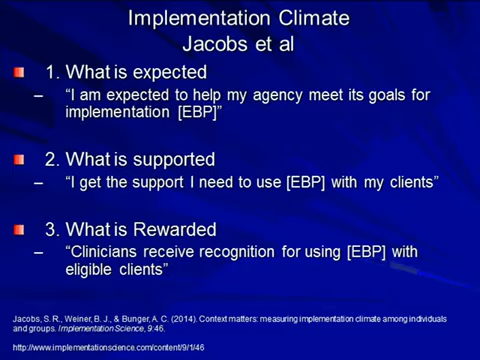 Implementation Climate
Jacobs et al
1. What is expected
– “I am expected to help my agency meet its goals for
implementation [EBP]”
2. What is supported
– “I get the support I need to use [EBP] with my clients”
3. What is Rewarded
– “Clinicians receive recognition for using [EBP] with
eligible clients”
Jacobs, S. R., Weiner, B. J., & Bunger, A. C. (2014). Context matters: measuring implementation climate among individuals
and groups. Implementation Science, 9:46.
http://www.implementationscience.com/content/9/1/46